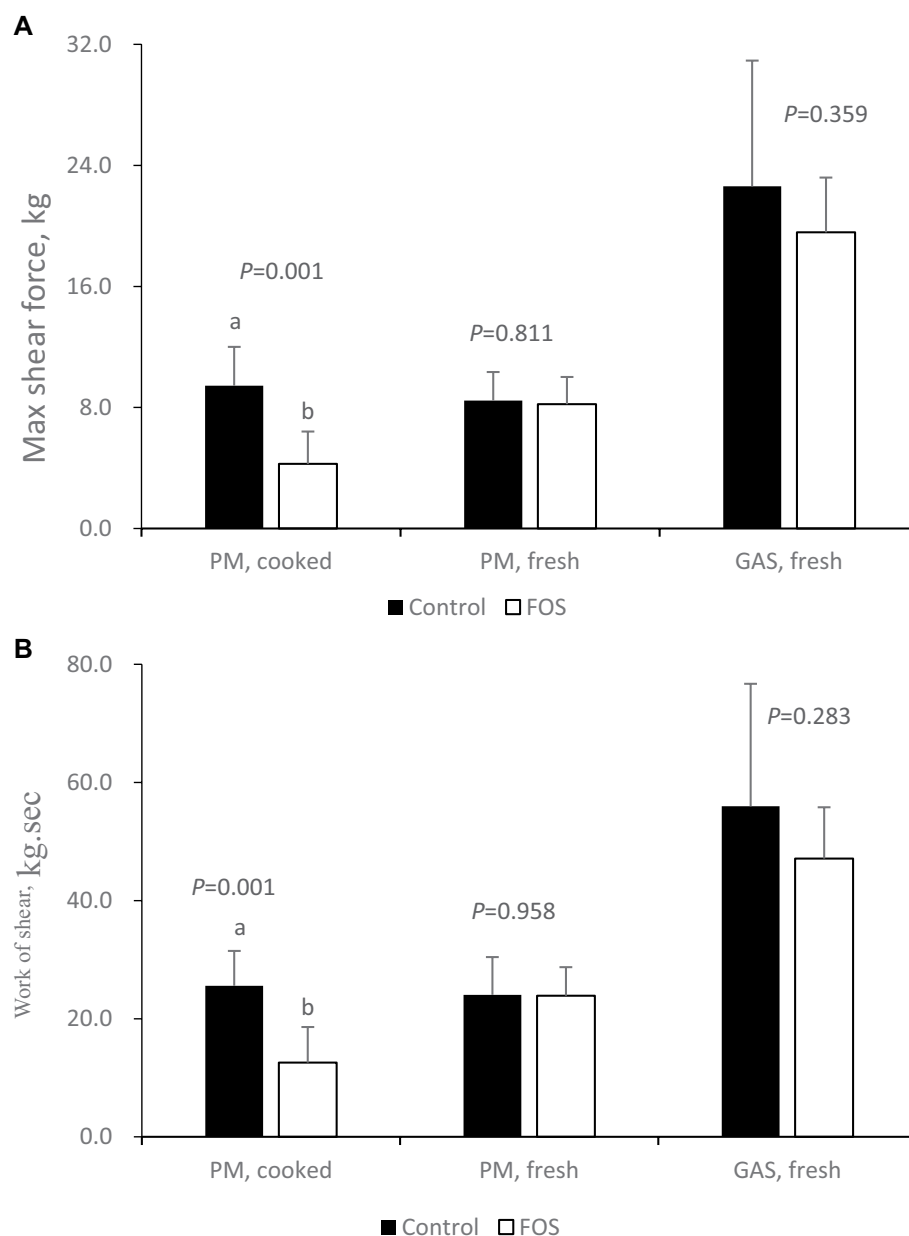 A
32.0
P=0.359
24.0
Max shear force, kg
P=0.001
16.0
a
P=0.811
b
8.0
0.0
PM, cooked PM, fresh GAS, fresh
Control FOS
B
80.0
P=0.283
60.0
Work of shear, kg.sec
P=0.001
40.0
P=0.958
a
b
20.0
0.0
PM, cooked PM, fresh GAS, fresh
Control FOS